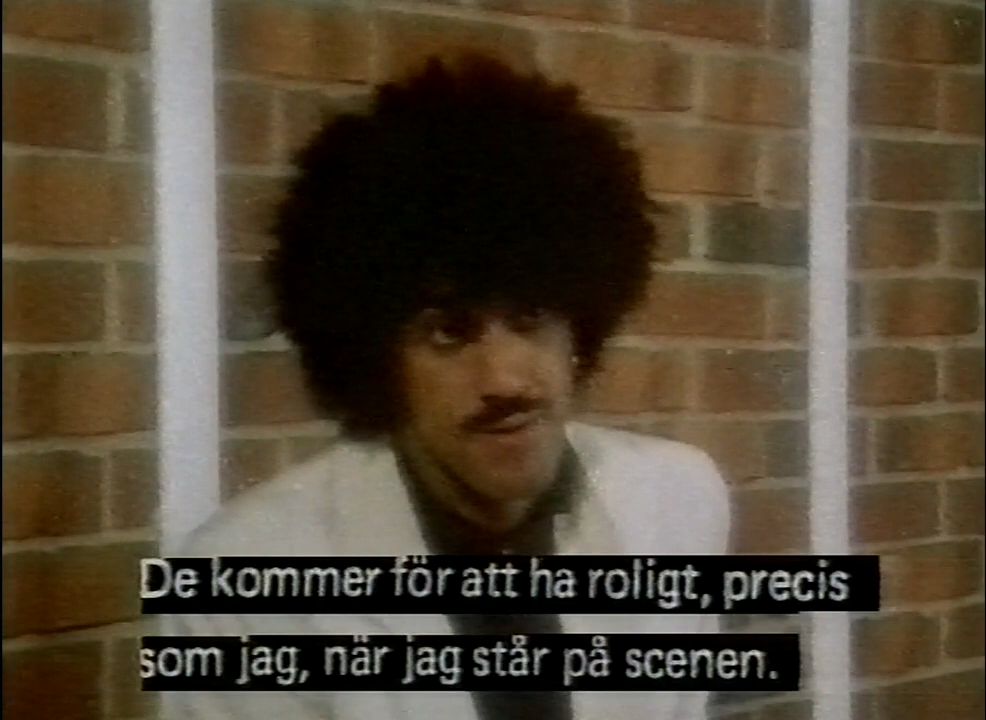 De kommer för att ha roligt, precis
som jag, när jag står på scenen.